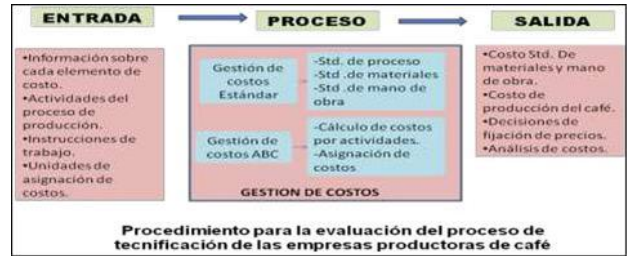 ENTRADA
PROCESO
SALIDA
•Información sobre
cada elemento de
costo.
•Actividades del
proceso de
producción.
•Instrucciones de
trabajo.
•Unidades de
asignación de
costos.
Gestión de
costos
Estándar
-Std. de proceso
-Std .de materiales
-Std .de mano de
obra
Gestión de
costos ABC
-Cálculo de costos
por actividades.
-Asignación de
costos
GESTION DE COSTOS
•Costo Std. De
materiales y mano
de obra.
•Costo de
producción del café.
•Decisiones de
fijación de precios.
•Análisis de costos.
Procedimiento para la evaluación del proceso de
tecnificación de las empresas productoras de café